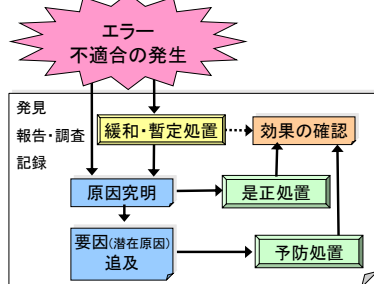 エラー
不適合の発生
発見
報告・調査
記録
緩和・暫定処置
効果の確認
原因究明
是正処置
要因(潜在原因)
追及
予防処置